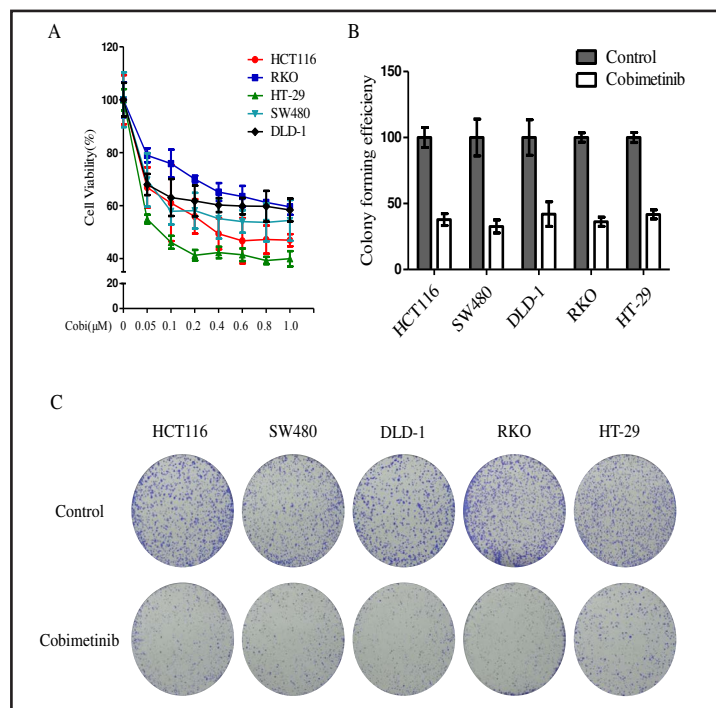 A
Cell Viability(%)
120
100
80
60
40
20
0
Cobi(μM)
0 0.05 0.1 0.2 0.4 0.6 0.8 1.0
HCT116
RKO
HT-29
SW480
DLD-1
B
Control
Cobimetinib
Colony forming effeicieny
150
100
50
0
HCT116
SW480
DLD-1
RKO
HT-29
C
HCT116 SW480 DLD-1 RKO HT-29
Control
Cobimetinib